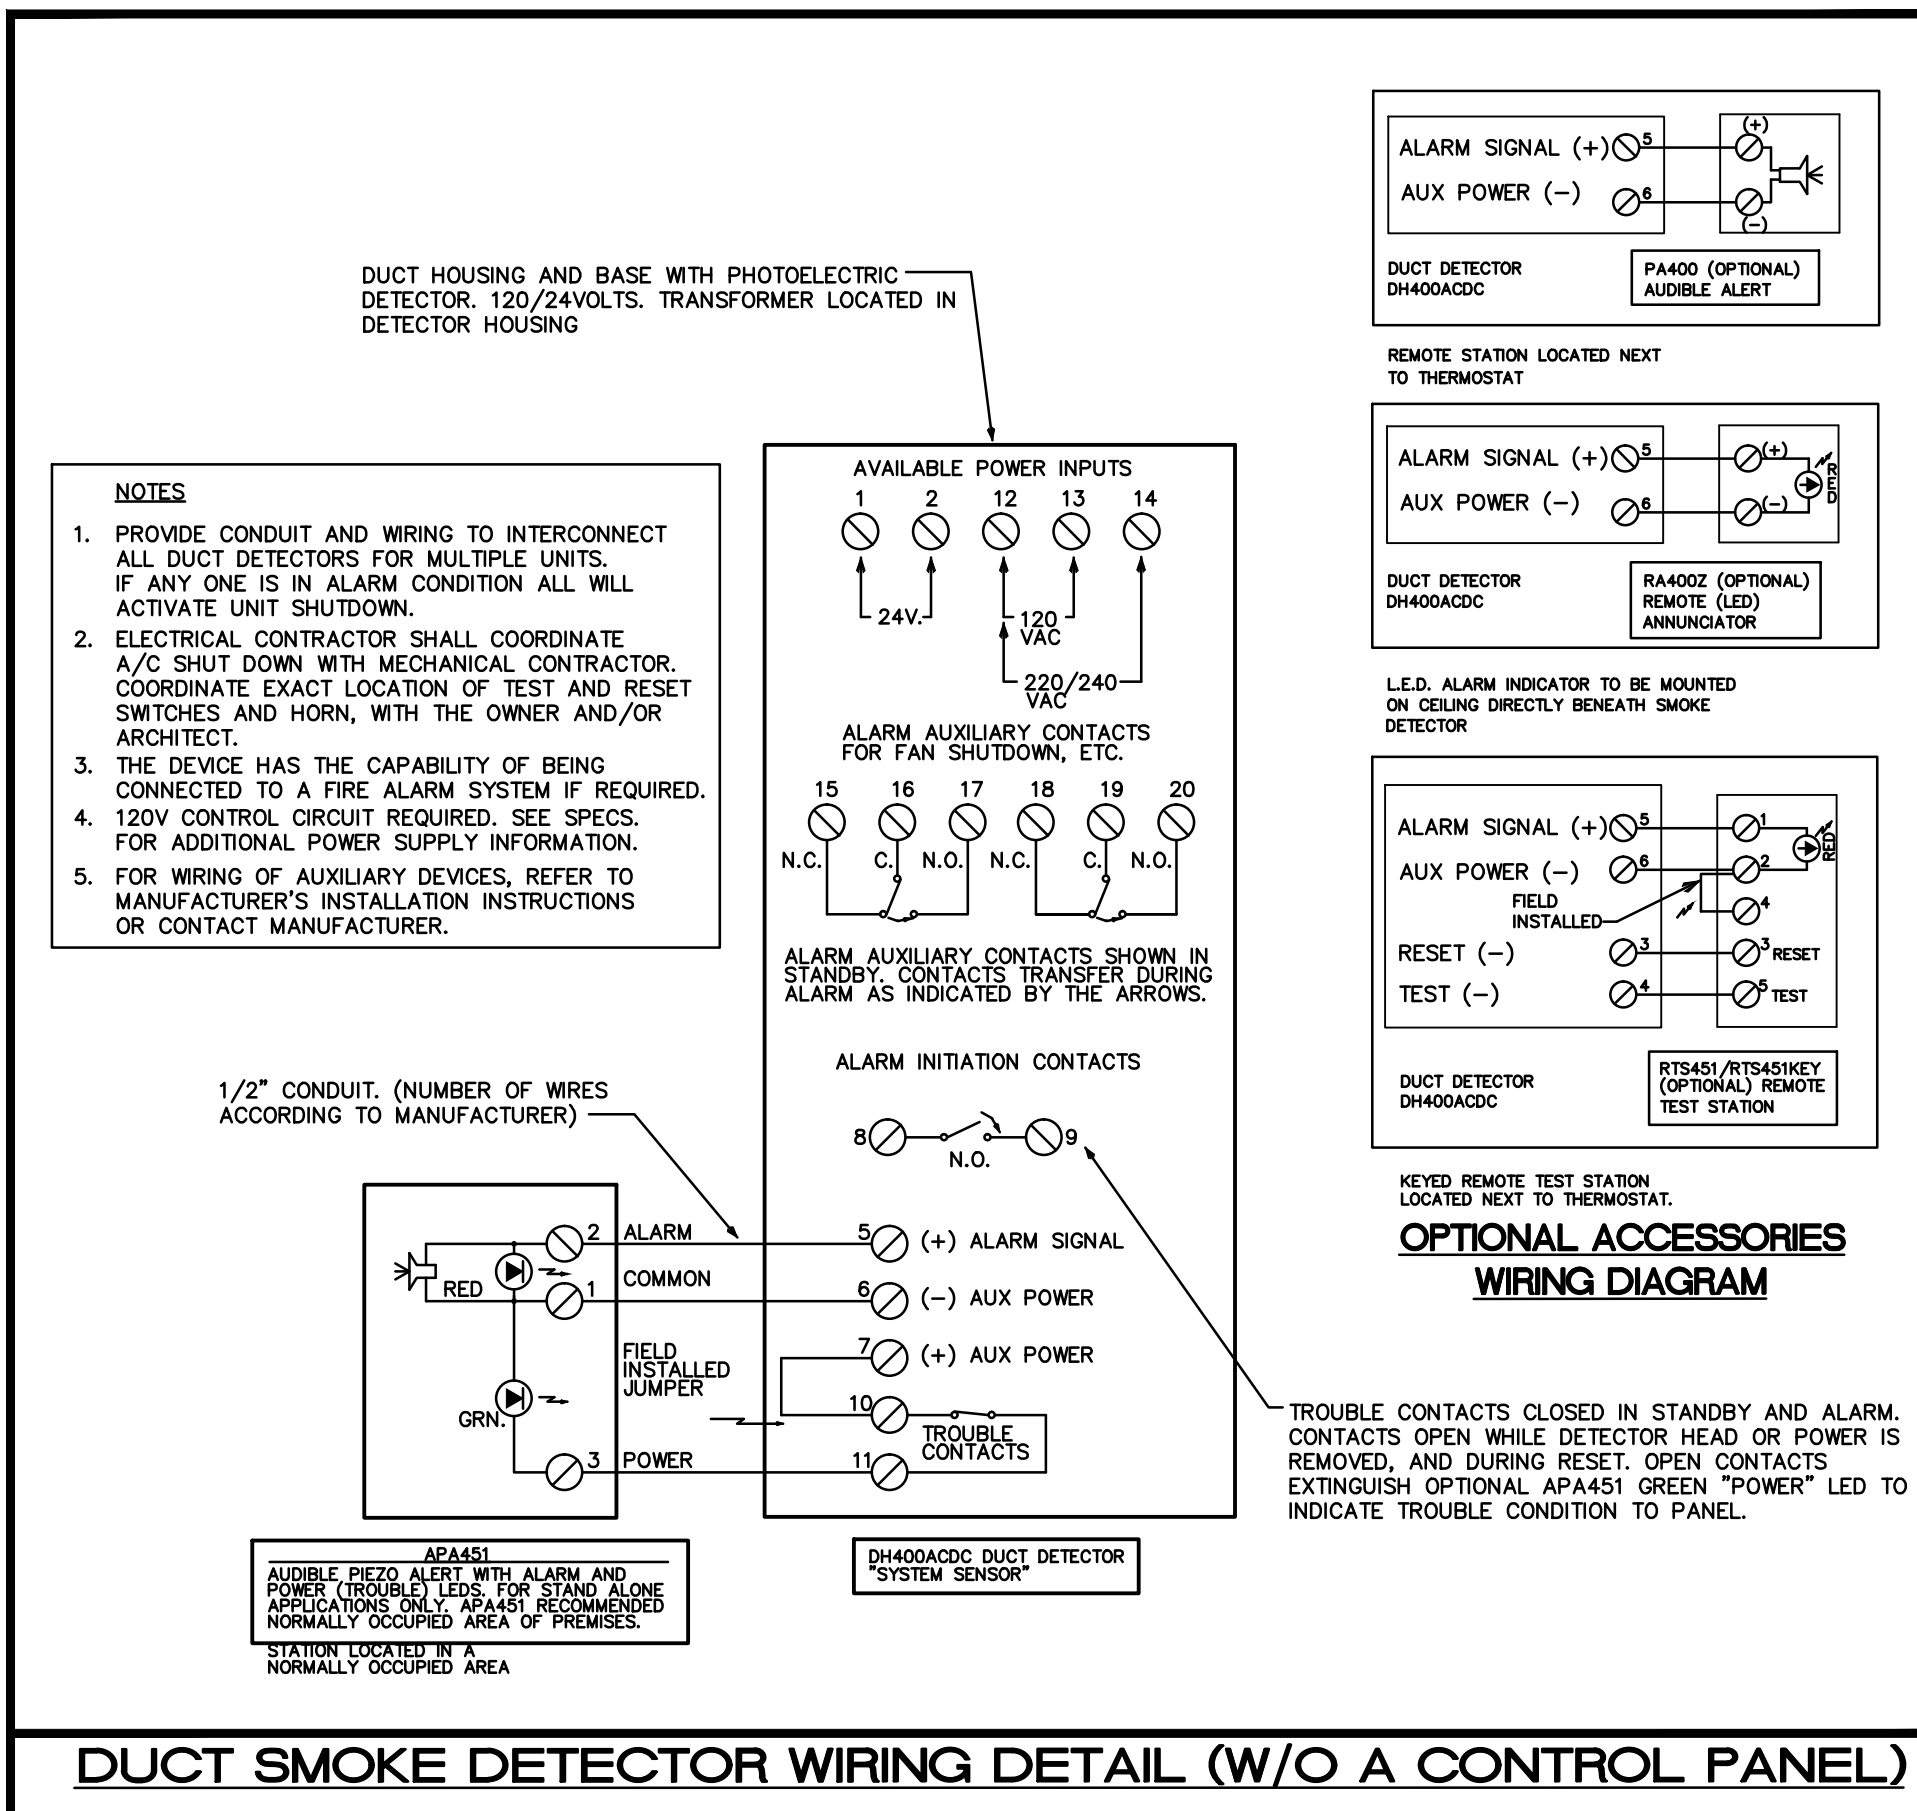 DUCT HOUSING AND BASE WITH PHOTOELECTRIC
DETECTOR. 120/24VOLTS. TRANSFORMER LOCATED IN
DETECTOR HOUSING
NOTES
1. PROVIDE CONDUIT AND WIRING TO INTERCONNECT
ALL DUCT DETECTORS FOR MULTIPLE UNITS.
IF ANY ONE IS IN ALARM CONDITION ALL WILL
ACTIVATE UNIT SHUTDOWN.
2. ELECTRICAL CONTRACTOR SHALL COORDINATE
A/C SHUT DOWN WITH MECHANICAL CONTRACTOR.
COORDINATE EXACT LOCATION OF TEST AND RESET
SWITCHES AND HORN, WITH THE OWNER AND/OR
ARCHITECT.
3. THE DEVICE HAS THE CAPABILITY OF BEING
CONNECTED TO A FIRE ALARM SYSTEM IF REQUIRED.
4. 120V CONTROL CIRCUIT REQUIRED. SEE SPECS.
FOR ADDITIONAL POWER SUPPLY INFORMATION.
5. FOR WIRING OF AUXILIARY DEVICES, REFER TO
MANUFACTURER'S INSTALLATION INSTRUCTIONS
OR CONTACT MANUFACTURER.
AVAILABLE POWER INPUTS
1 2 12 13 14
24V. 120
VAC
220/240
VAC
ALARM AUXILIARY CONTACTS
FOR FAN SHUTDOWN, ETC.
15 16 17 18 19 20
N.C. C. N.O. N.C. C. N.O.
ALARM AUXILIARY CONTACTS SHOWN IN
STANDBY. CONTACTS TRANSFER DURING
ALARM AS INDICATED BY THE ARROWS.
ALARM INITIATION CONTACTS
8 9
N.O.
1/2" CONDUIT. (NUMBER OF WIRES
ACCORDING TO MANUFACTURER)
2 ALARM
RED
1 COMMON
FIELD
INSTALLED
JUMPER
GRN.
3 POWER
5 (+) ALARM SIGNAL
6 (-) AUX POWER
7 (+) AUX POWER
10
TROUBLE
CONTACTS
11
APA451
AUDIBLE PIEZO ALERT WITH ALARM AND
POWER (TROUBLE) LEDS. FOR STAND ALONE
APPLICATIONS ONLY. APA451 RECOMMENDED
NORMALLY OCCUPIED AREA OF PREMISES.
STATION LOCATED IN A
NORMALLY OCCUPIED AREA
DH400ACDC DUCT DETECTOR
"SYSTEM SENSOR"
ALARM SIGNAL (+) 5 (+)
AUX POWER (-) 6 (-)
DUCT DETECTOR
DH400ACDC
PA400 (OPTIONAL)
AUDIBLE ALERT
REMOTE STATION LOCATED NEXT
TO THERMOSTAT
ALARM SIGNAL (+) 5 (+)
RED
AUX POWER (-) 6 (-)
DUCT DETECTOR
DH400ACDC
RA400Z (OPTIONAL)
REMOTE (LED)
ANNUNCIATOR
L.E.D. ALARM INDICATOR TO BE MOUNTED
ON CEILING DIRECTLY BENEATH SMOKE
DETECTOR
ALARM SIGNAL (+) 5 1
RED
AUX POWER (-) 6 2
FIELD
INSTALLED
4
RESET (-) 3 3 RESET
TEST (-) 4 5 TEST
DUCT DETECTOR
DH400ACDC
RTS451/RTS451KEY
(OPTIONAL) REMOTE
TEST STATION
KEYED REMOTE TEST STATION
LOCATED NEXT TO THERMOSTAT.
OPTIONAL ACCESSORIES
WIRING DIAGRAM
TROUBLE CONTACTS CLOSED IN STANDBY AND ALARM.
CONTACTS OPEN WHILE DETECTOR HEAD OR POWER IS
REMOVED, AND DURING RESET. OPEN CONTACTS
EXTINGUISH OPTIONAL APA451 GREEN "POWER" LED TO
INDICATE TROUBLE CONDITION TO PANEL.
DUCT SMOKE DETECTOR WIRING DETAIL (W/O A CONTROL PANEL)